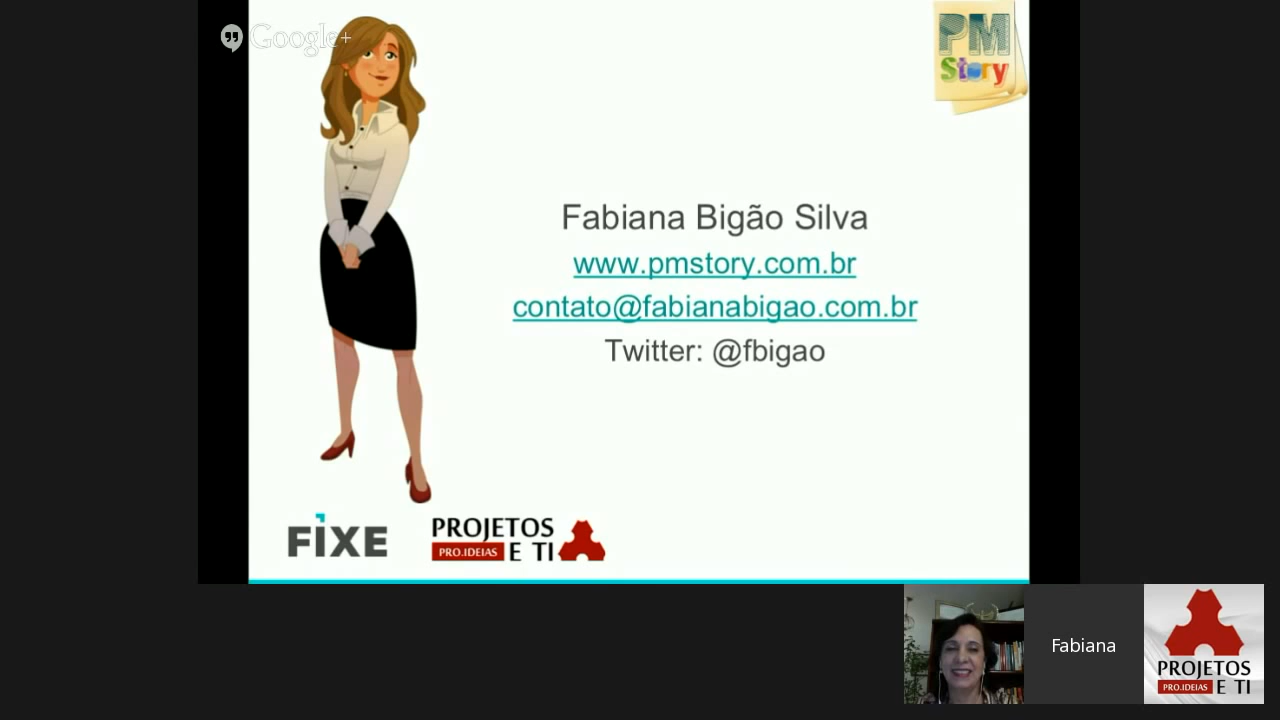 Google+
PM
Story
Fabiana Bigão Silva
www.pmstory.com.br
contato@fabianabigao.com.br
Twitter: @fbigao
FIXE
PROJETOS
PRO.IDEIAS E TI
Fabiana
PROJETOS
PRO.IDEIAS E TI